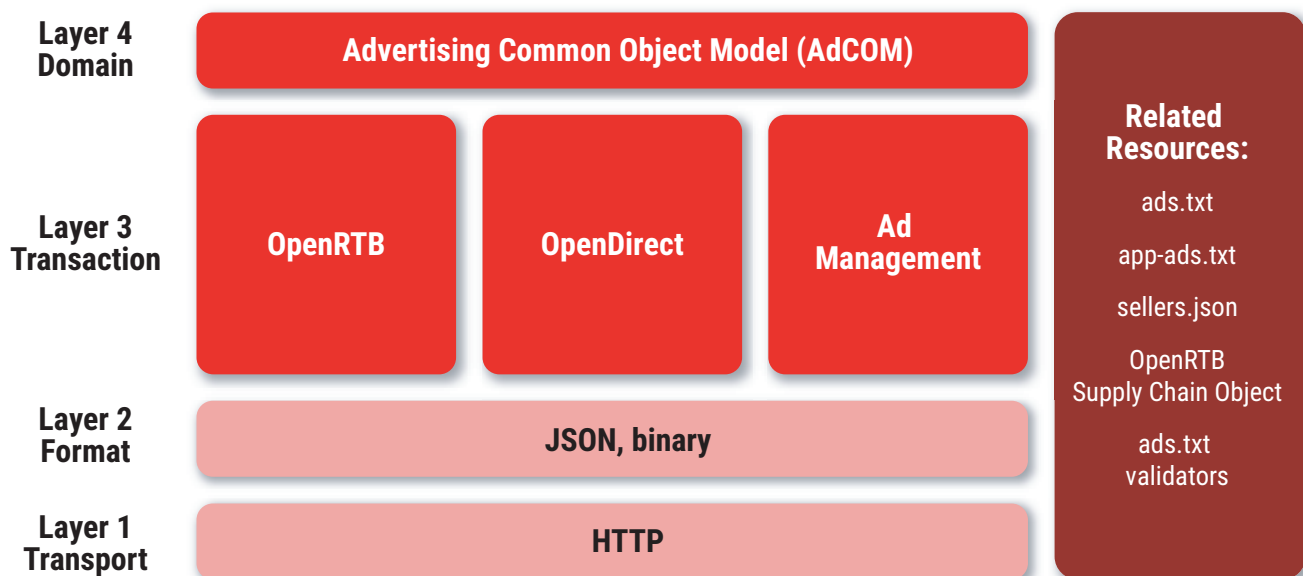 Layer 4
Domain
Advertising Common Object Model (AdCOM)
Layer 3
Transaction
OpenRTB
OpenDirect
Ad
Management
Layer 2
Format
JSON, binary
Layer 1
Transport
HTTP
Related
Resources:
ads.txt
app-ads.txt
sellers.json
OpenRTB
Supply Chain Object
ads.txt
validators